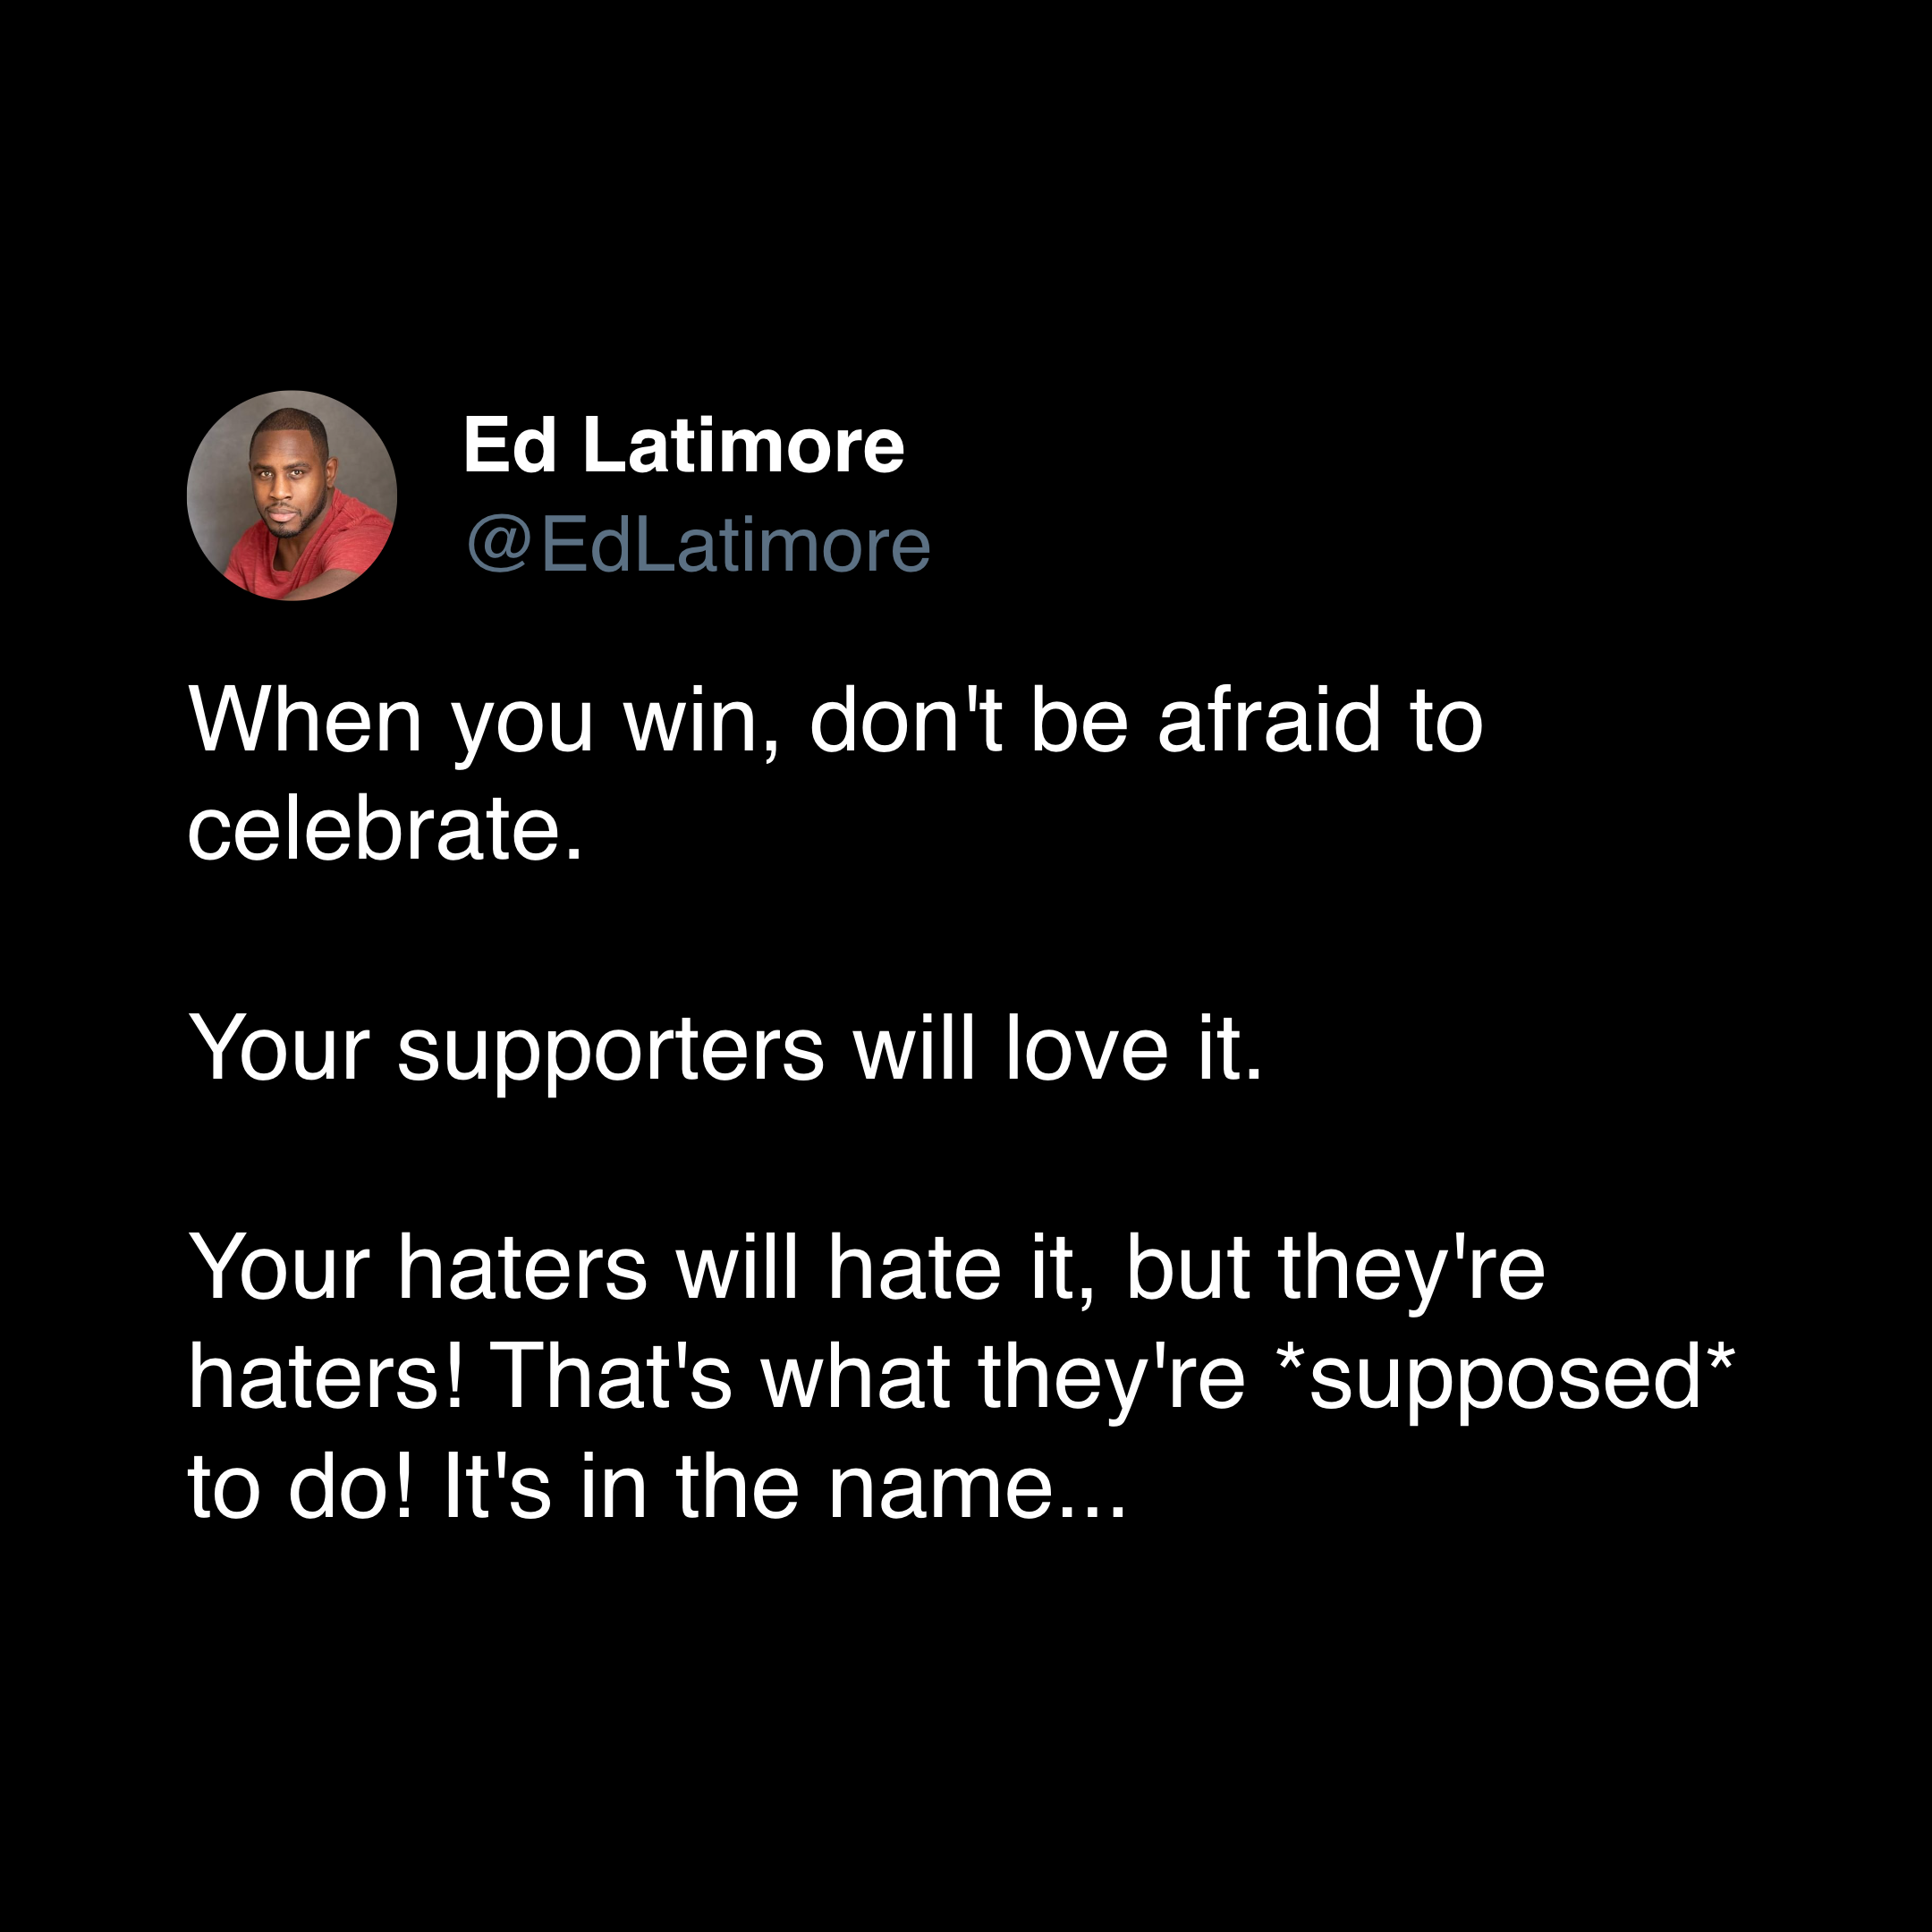 Ed Latimore
@EdLatimore
When you win, don't be afraid to
celebrate.
Your supporters will love it.
Your haters will hate it, but they're
haters! That's what they're *supposed*
to do! It's in the name...